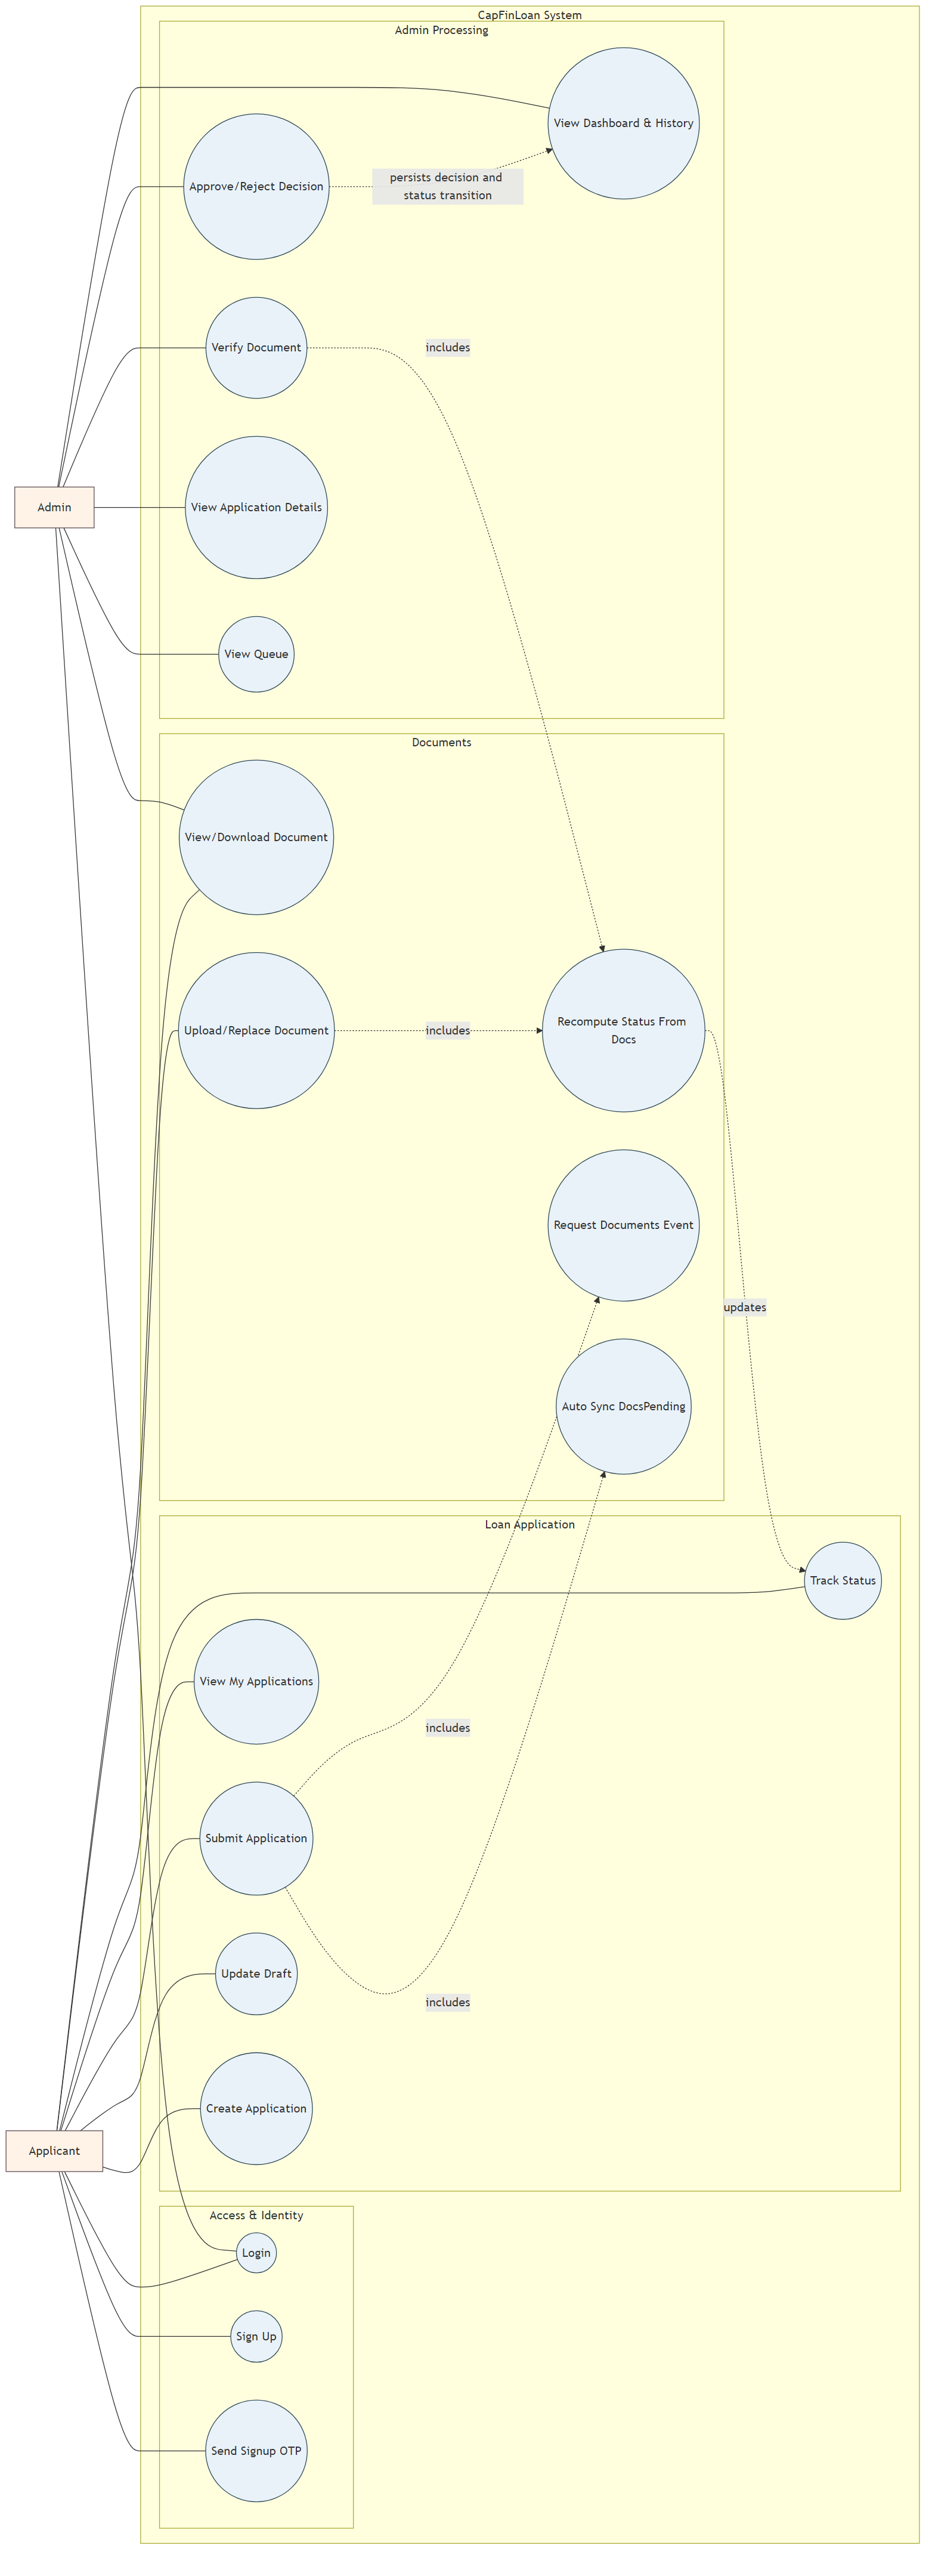 CapFinLoan System
Admin Processing
View Dashboard & History
Approve/Reject Decision
persists decision and
status transition
Verify Document
includes
Admin
View Application Details
View Queue
Documents
View/Download Document
Upload/Replace Document
includes
Recompute Status From
Docs
Request Documents Event
updates
Auto Sync DocsPending
Loan Application
Track Status
View My Applications
includes
Submit Application
Update Draft
includes
Create Application
Applicant
Access & Identity
Login
Sign Up
Send Signup OTP